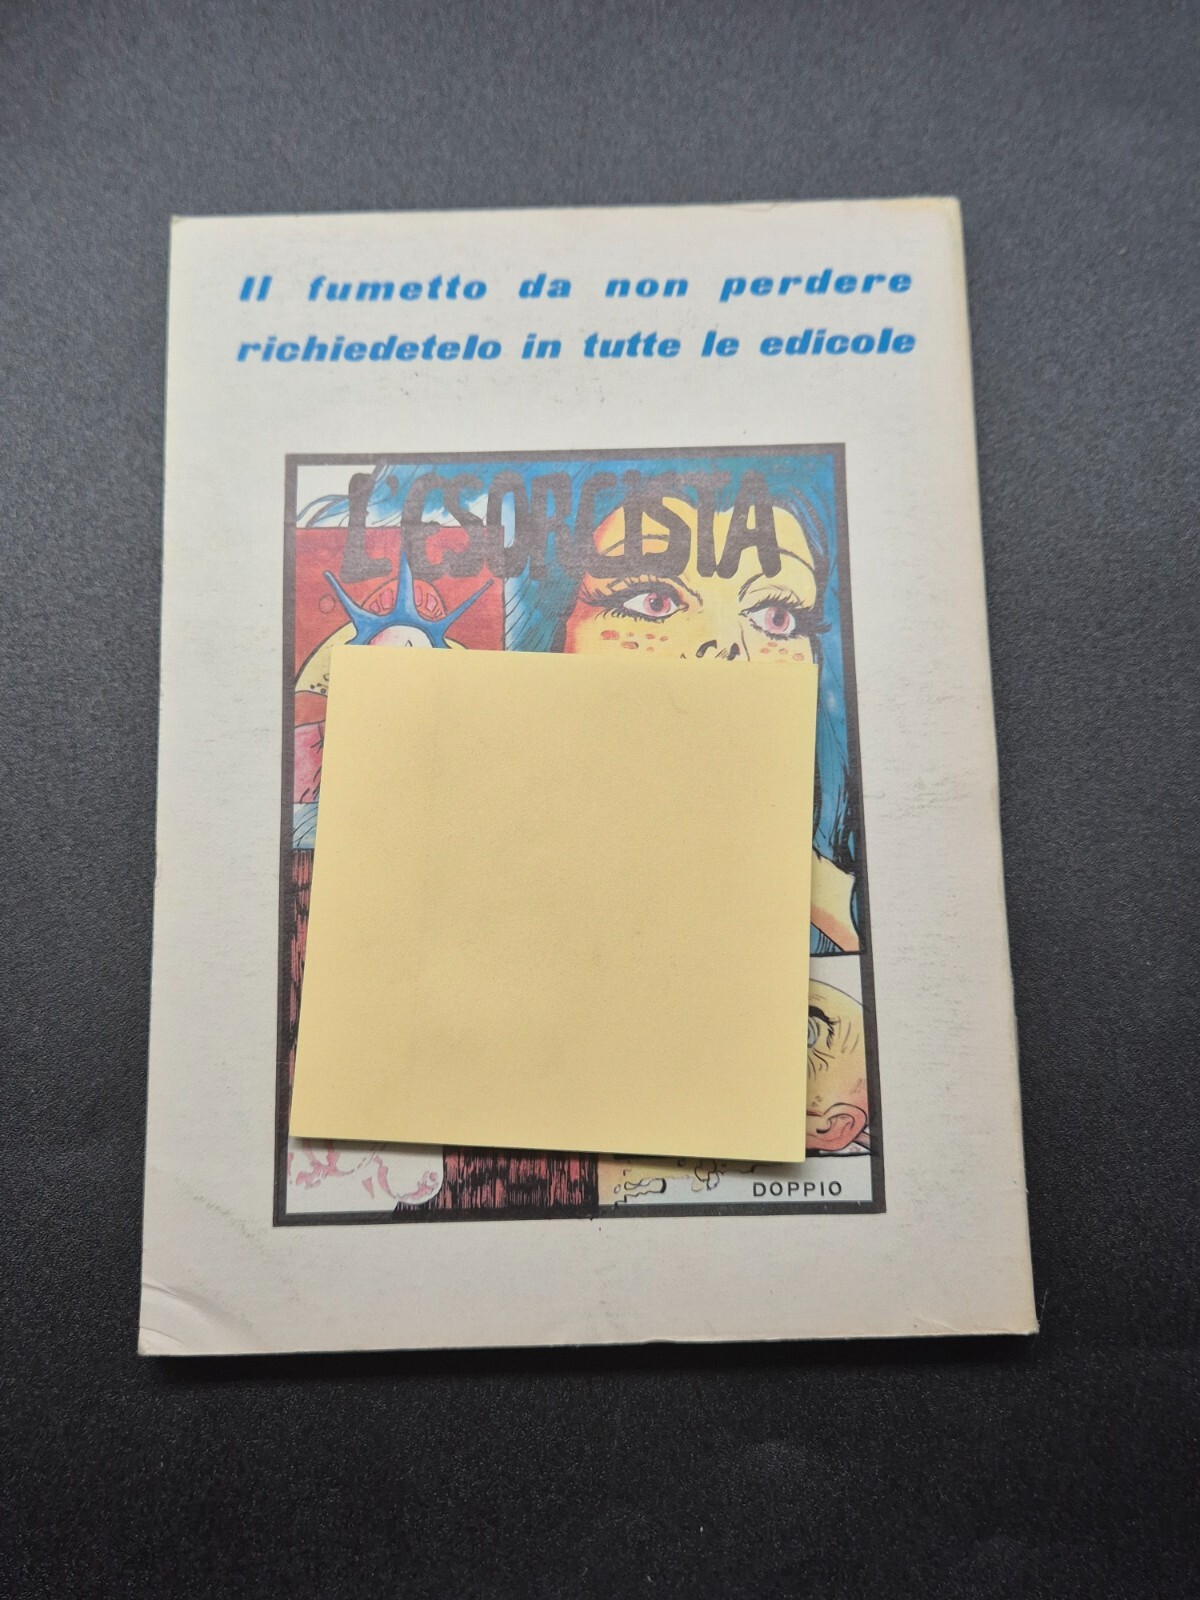 Il fumetto da non perdere
richiedetelo in tutte le edicole
L'ESORCISTA
DOPPIO